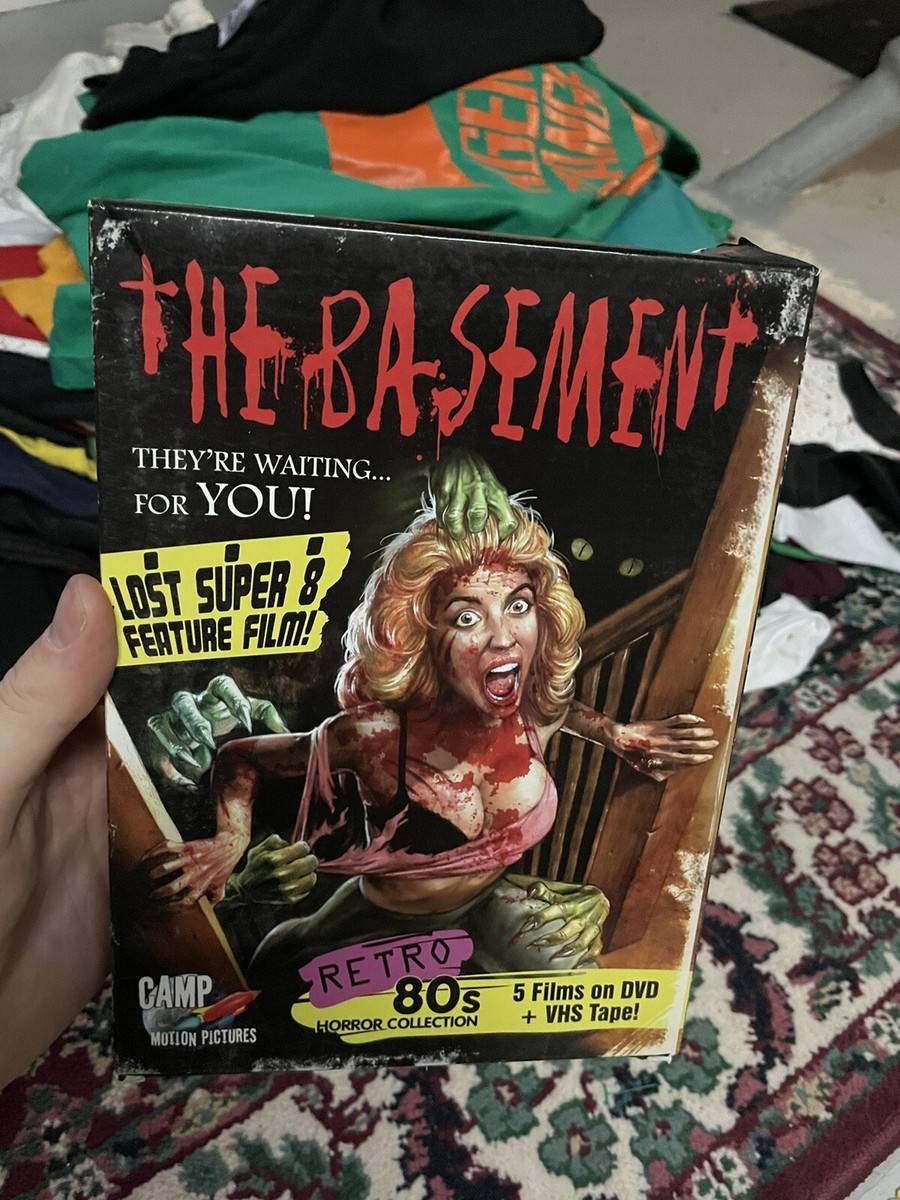 THE BASEMENT
THEY'RE WAITING...
FOR YOU!
LOST SUPER 8
FEATURE FILM!
RETRO
80s
HORROR COLLECTION
5 Films on DVD
+ VHS Tape!
CAMP
MOTION PICTURES